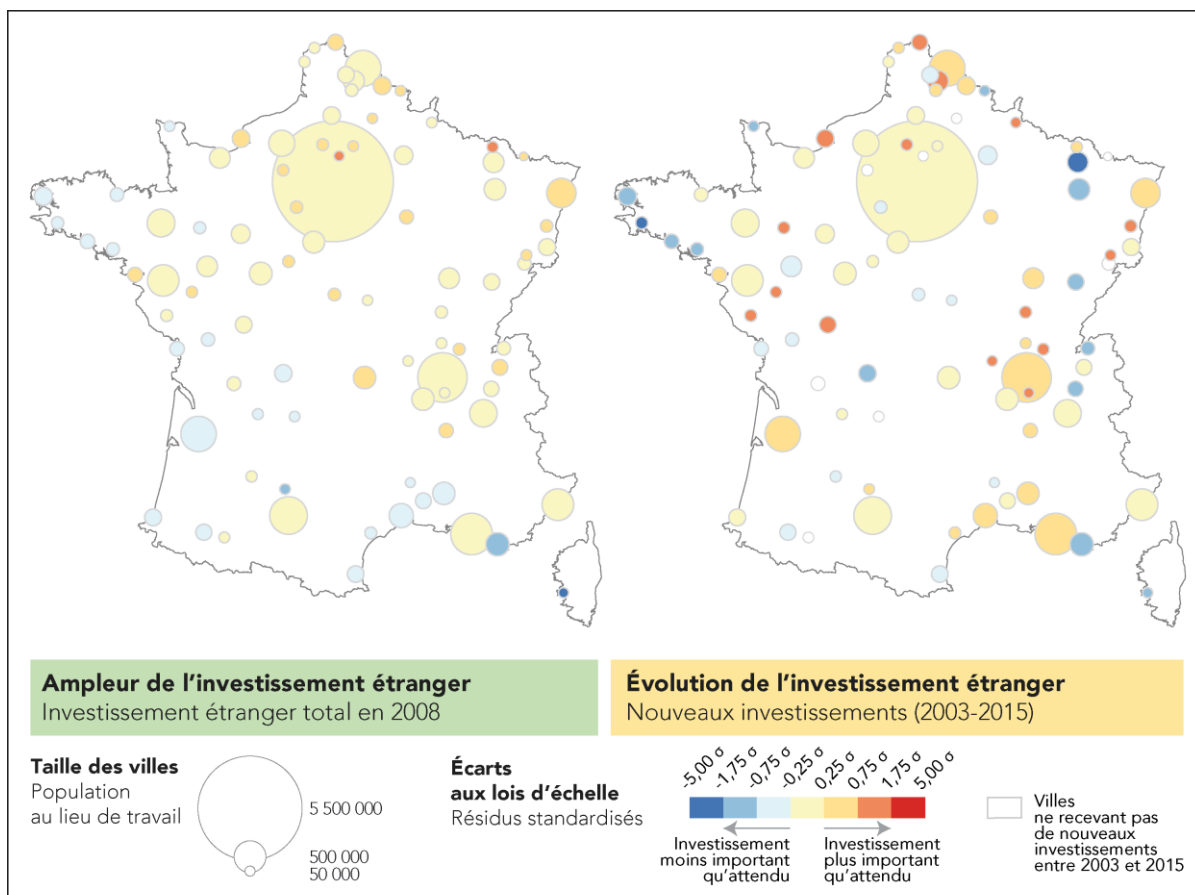 Ampleur de l'investissement étranger
Investissement étranger total en 2008
Évolution de l'investissement étranger
Nouveaux investissements (2003-2015)
Taille des villes
Population
au lieu de travail
5 500 000
500 000
50 000
Écarts
aux lois d'échelle
Résidus standardisés
-5,00 σ
-1,75 σ
-0,75 σ
-0,25 σ
0,25 σ
0,75 σ
1,75 σ
5,00 σ
Investissement
moins important
qu'attendu
Investissement
plus important
qu'attendu
Villes
ne recevant pas
de nouveaux
investissements
entre 2003 et 2015